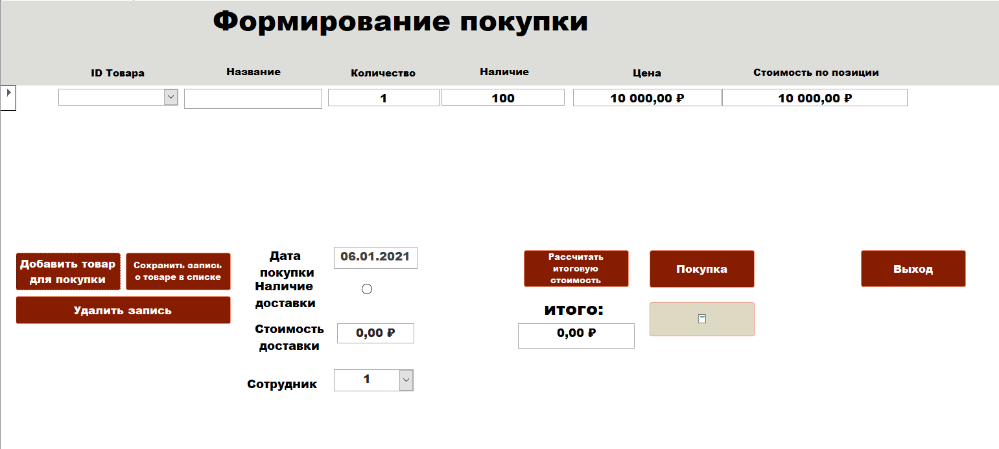 Формирование покупки
ID Товара
Название
Количество
Наличие
Цена
Стоимость по позиции
1
100
10 000,00 ₽
10 000,00 ₽
Добавить товар
для покупки
Сохранить запись
о товаре в списке
Удалить запись
Дата
покупки
06.01.2021
Наличие
доставки
Стоимость
доставки
0,00 ₽
Сотрудник
1
Рассчитать
итоговую
стоимость
итого:
0,00 ₽
Покупка
Выход